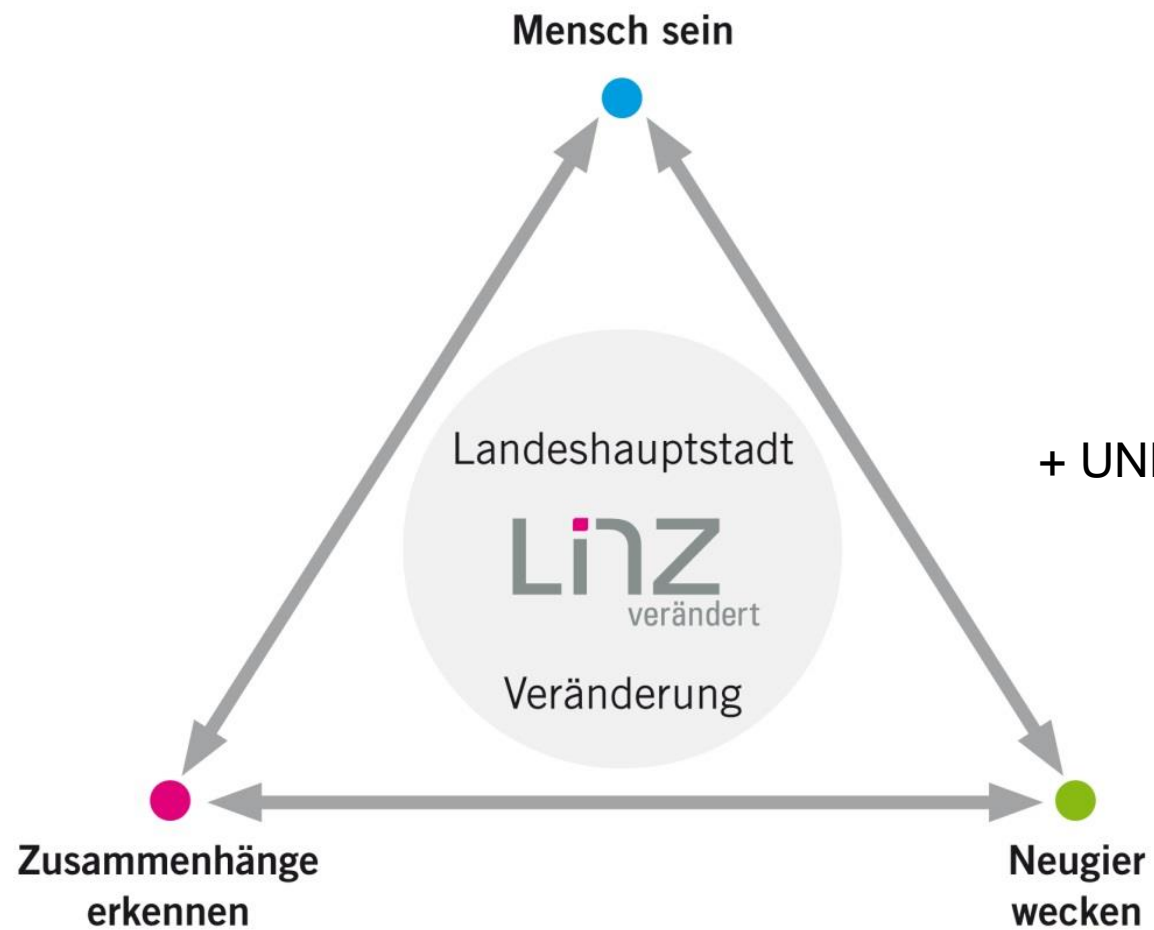 Mensch sein
Landeshauptstadt
+
Linz
verändert
Veränderung
Zusammenhänge
erkennen
Neugier
wecken